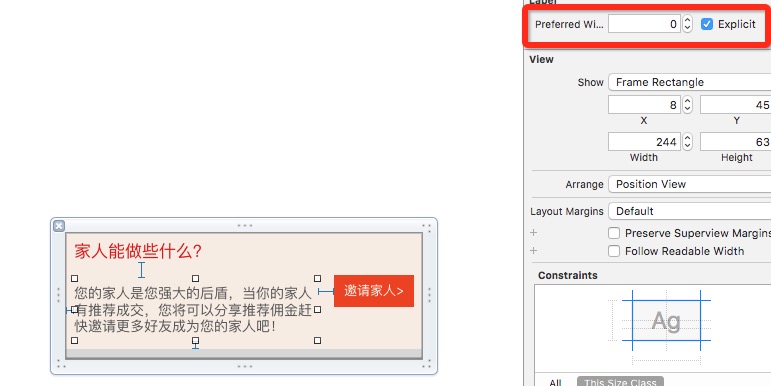 Label
Preferred Wi... 0 Explicit
View
Show Frame Rectangle
8 45
X Y
244 63
Width Height
Arrange Position View
Layout Margins Default
Preserve Superview Margins
Follow Readable Width
Constraints
Ag
All This Size Class
家人能做些什么?
您的家人是您强大的后盾，当你的家人
有推荐成交，您将可以分享推荐佣金赶
快邀请更多好友成为您的家人吧！
邀请家人>